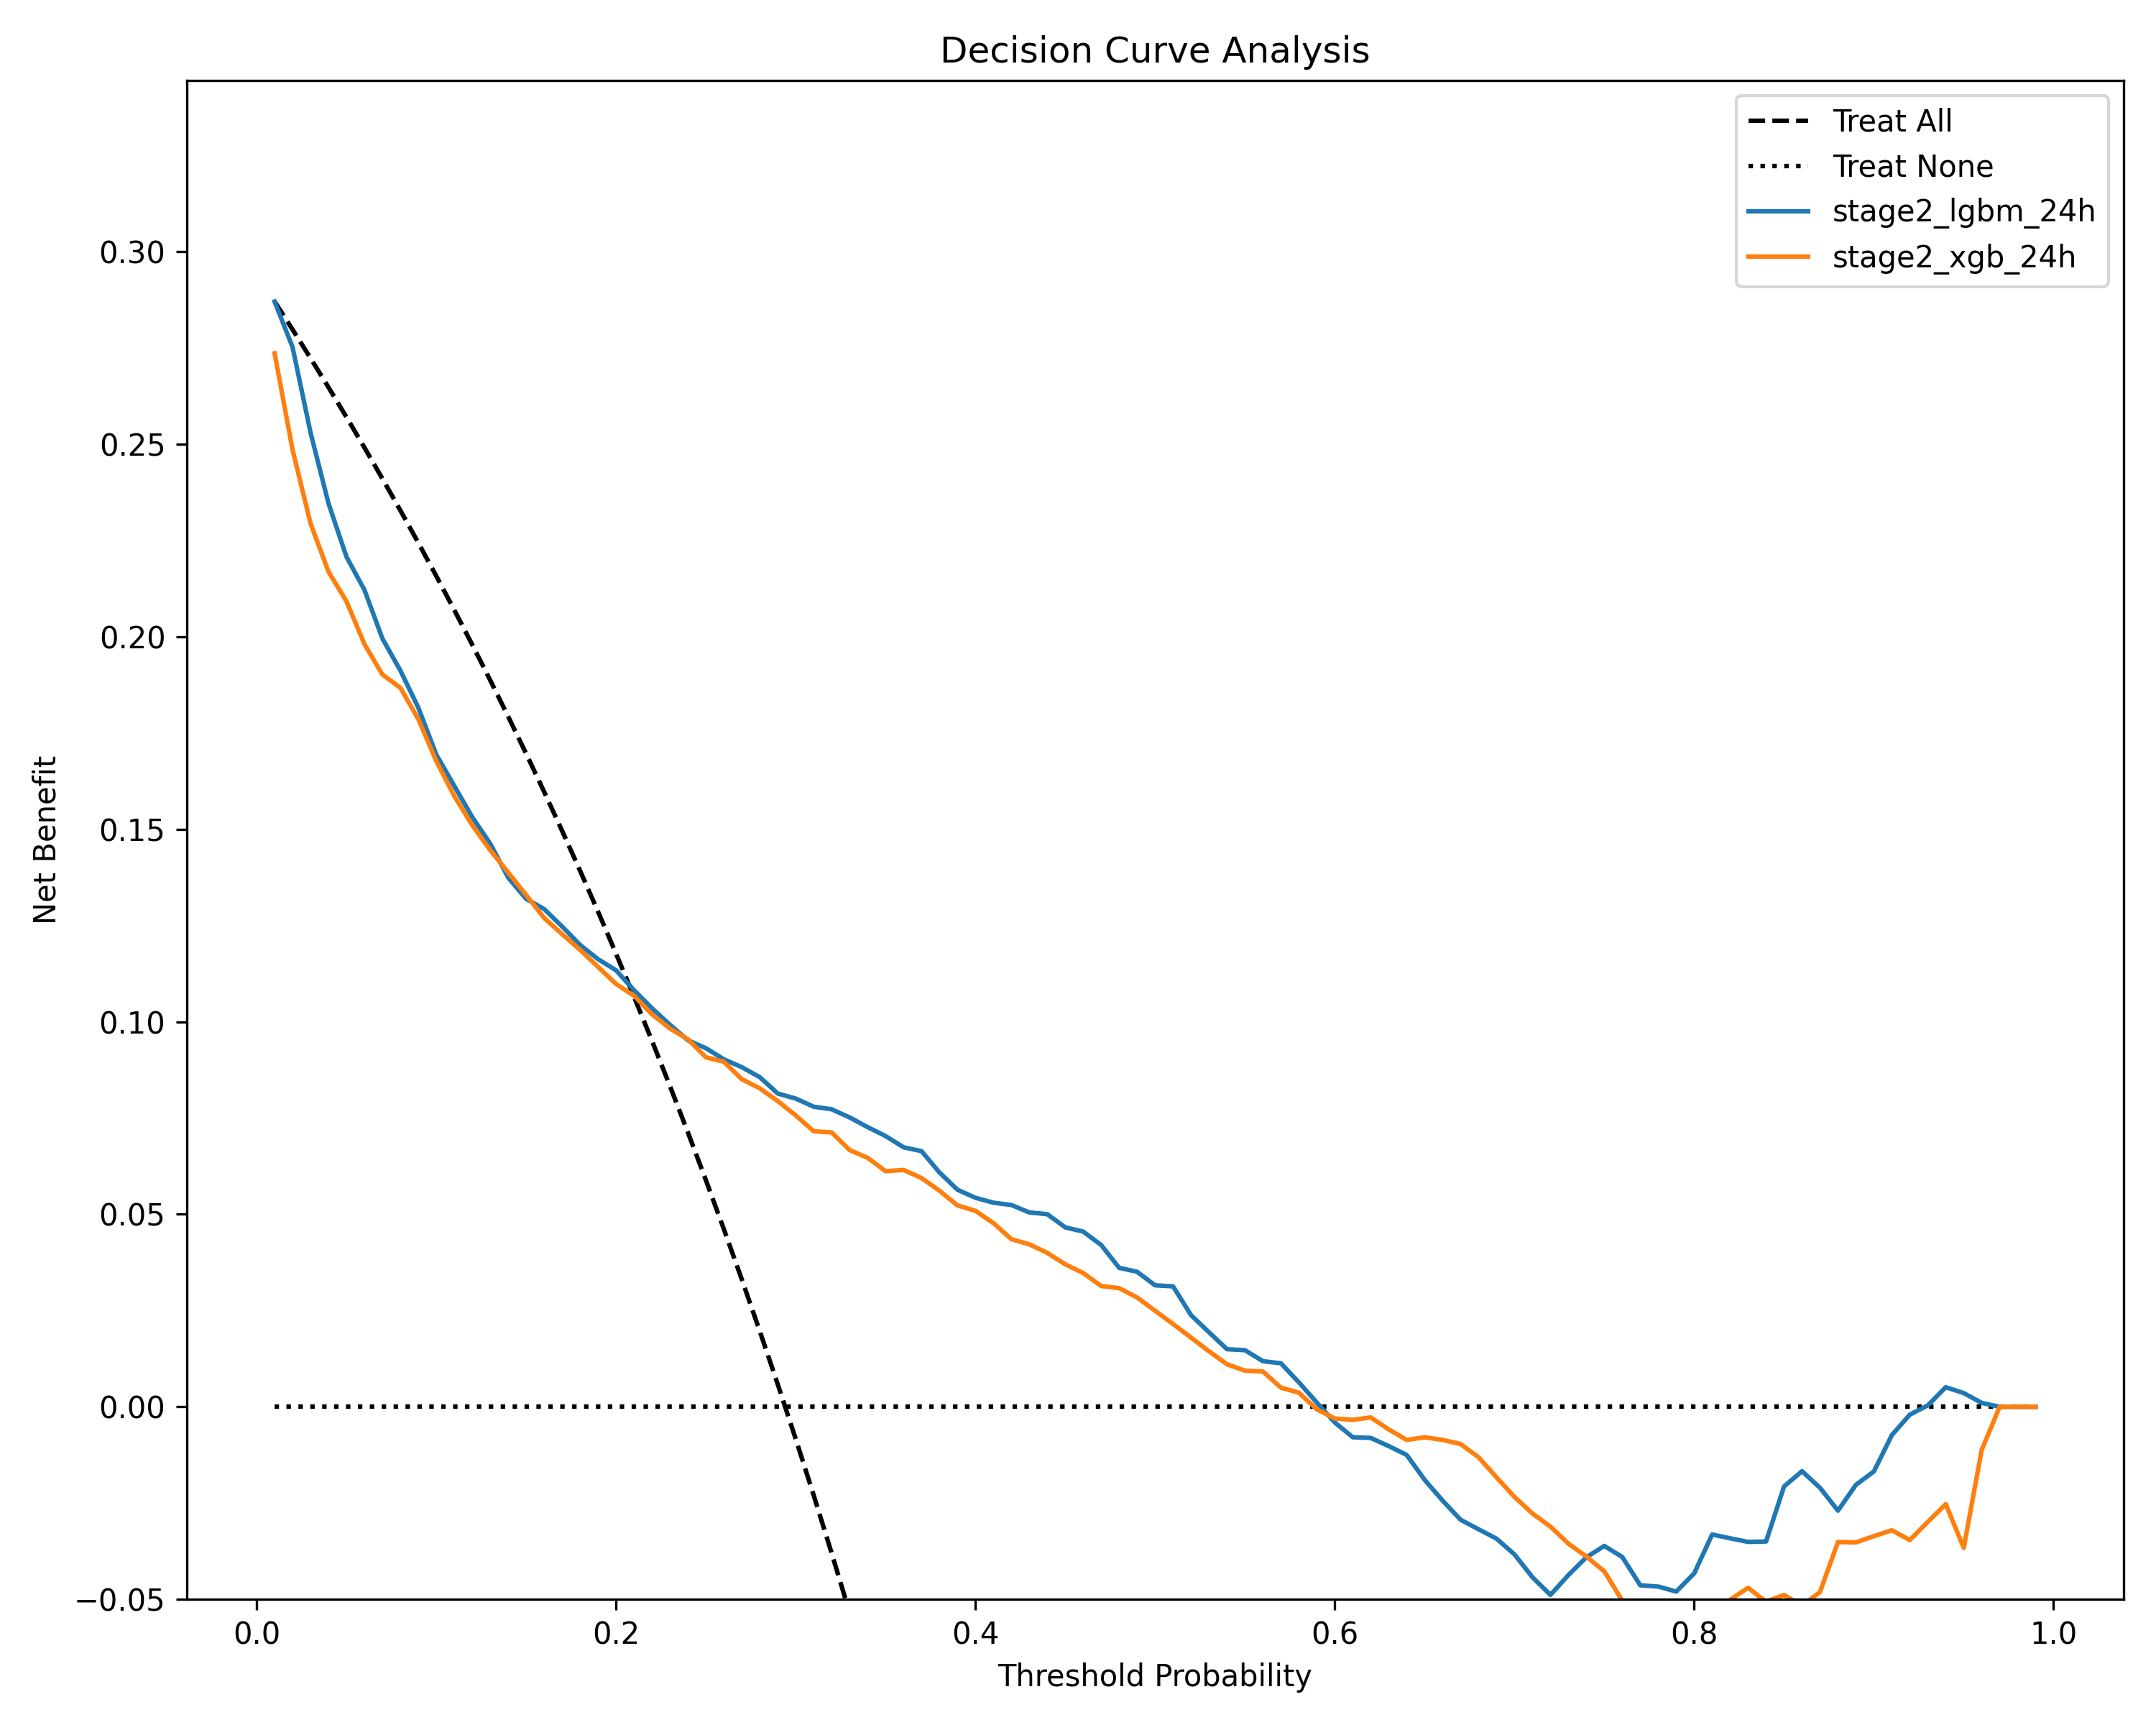 Decision Curve Analysis
Treat All
Treat None
stage2_lgbm_24h
stage2_xgb_24h
0.30
0.25
0.20
0.15
0.10
0.05
0.00
−0.05
Net Benefit
0.0 0.2 0.4 0.6 0.8 1.0
Threshold Probability